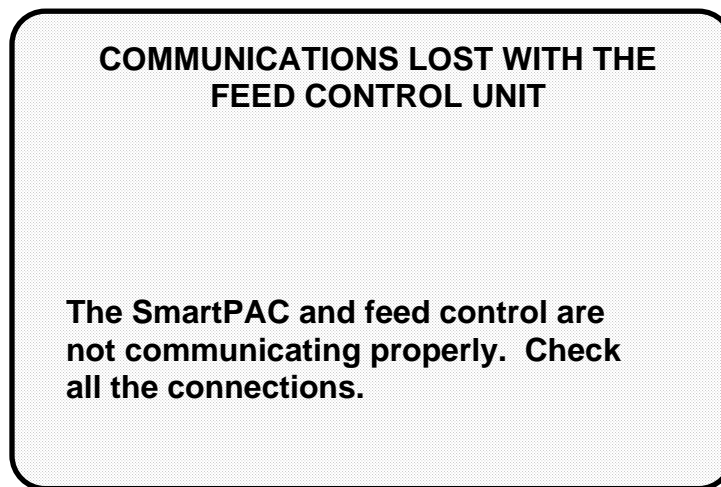 COMMUNICATIONS LOST WITH THE
FEED CONTROL UNIT
The SmartPAC and feed control are
not communicating properly.  Check
all the connections.